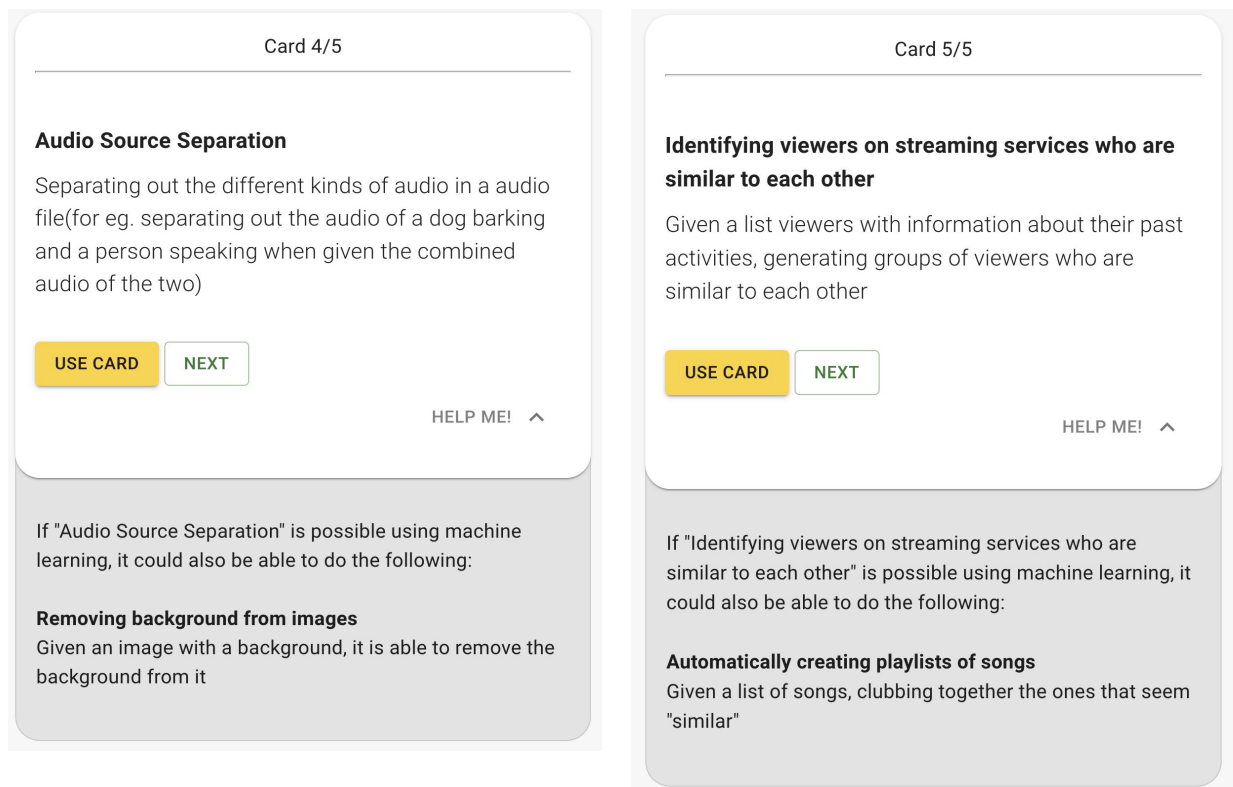 Card 4/5
Audio Source Separation
Separating out the different kinds of audio in a audio
file(for eg. separating out the audio of a dog barking
and a person speaking when given the combined
audio of the two)
USE CARD
NEXT
HELP ME!
If "Audio Source Separation" is possible using machine
learning, it could also be able to do the following:
Removing background from images
Given an image with a background, it is able to remove the
background from it
Card 5/5
Identifying viewers on streaming services who are
similar to each other
Given a list viewers with information about their past
activities, generating groups of viewers who are
similar to each other
USE CARD
NEXT
HELP ME!
If "Identifying viewers on streaming services who are
similar to each other" is possible using machine learning, it
could also be able to do the following:
Automatically creating playlists of songs
Given a list of songs, clubbing together the ones that seem
"similar"